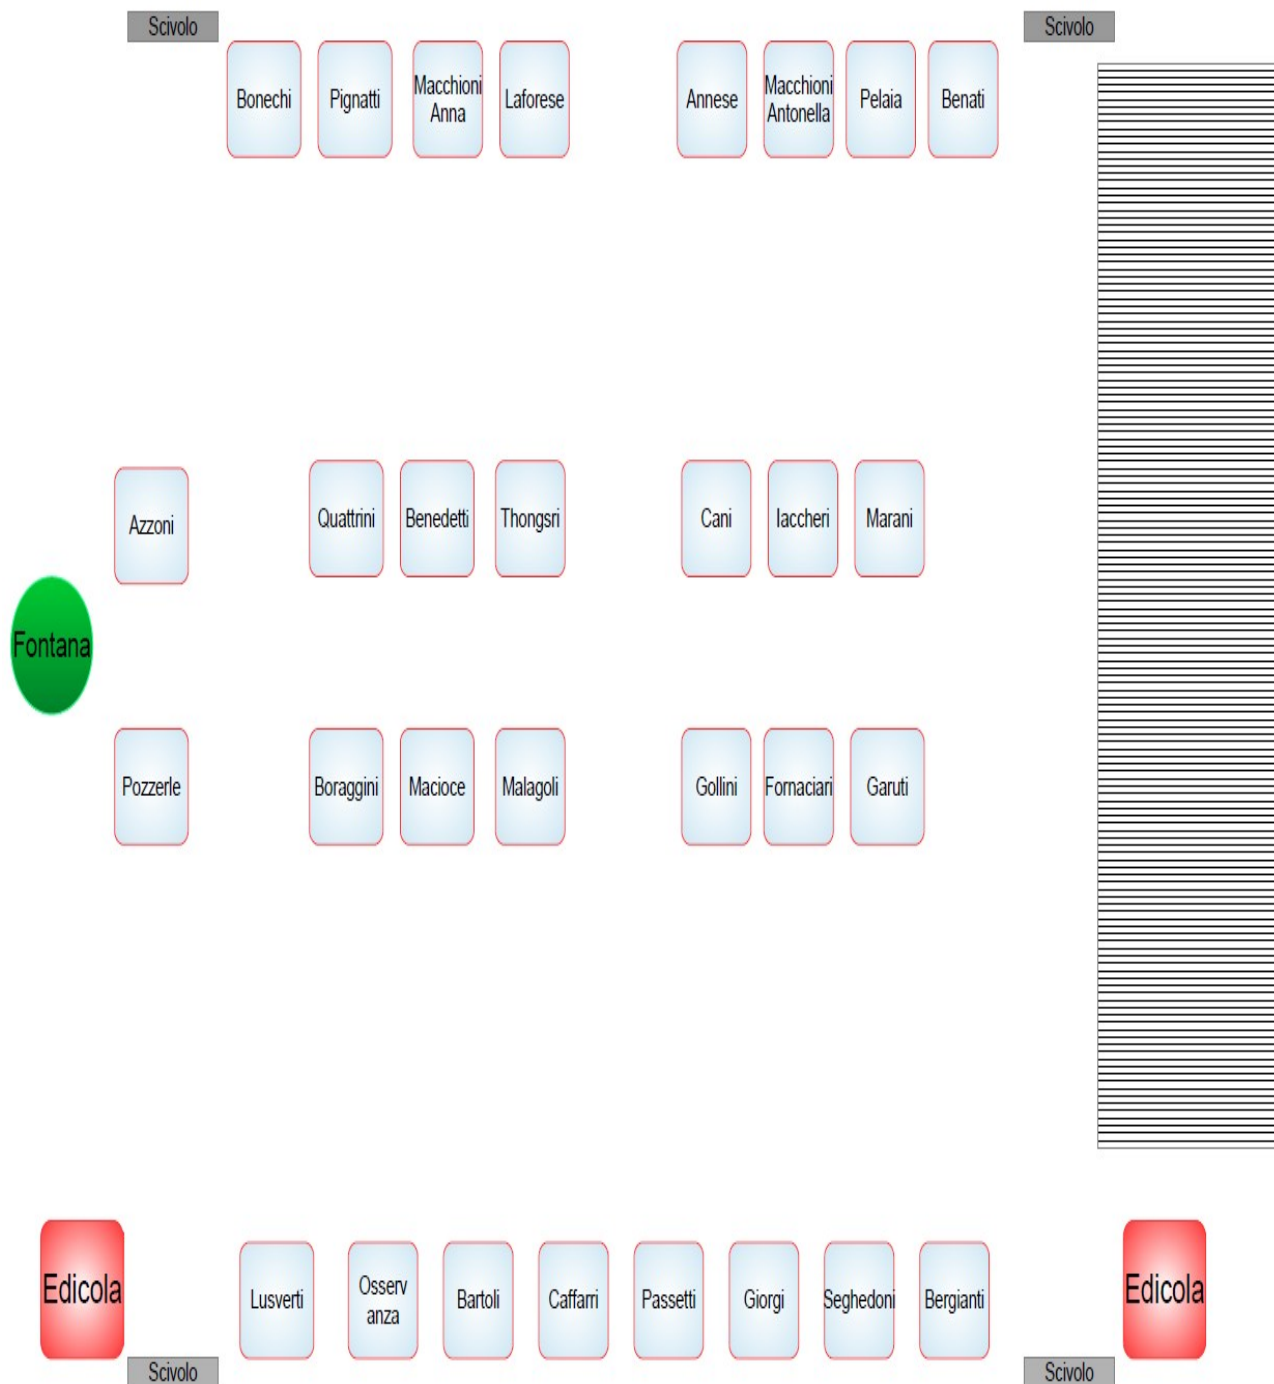 Scivolo
Scivolo
Bonechi
Pignatti
Macchioni
Anna
Laforese
Annese
Macchioni
Antonella
Pelaia
Benati
Azzoni
Quattrini
Benedetti
Thongsri
Cani
Iaccheri
Marani
Fontana
Pozzerle
Boraggini
Macioce
Malagoli
Gollini
Fornaciari
Garuti
Edicola
Lusverti
Osserv
anza
Bartoli
Caffarri
Passetti
Giorgi
Seghedoni
Bergianti
Edicola
Scivolo
Scivolo